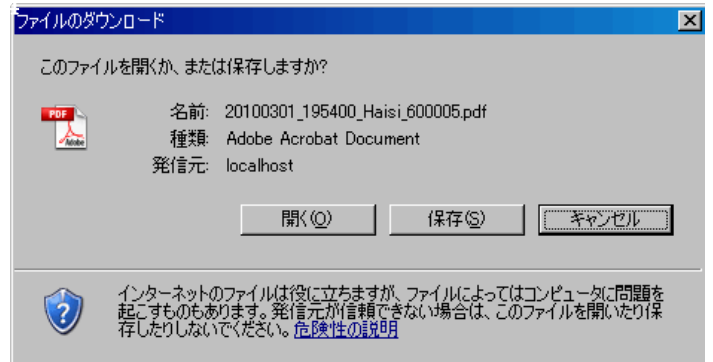 ファイルのダウンロード
このファイルを開くか、または保存しますか?
PDF
Adobe
名前: 20100301_195400_Haisi_600005.pdf
種類: Adobe Acrobat Document
発信元: localhost
開く(O) 保存(S) キャンセル
インターネットのファイルは役に立ちますが、ファイルによってはコンピュータに問題を
起こすものもあります。発信元が信頼できない場合は、このファイルを開いたり保
存したりしないでください。危険性の説明